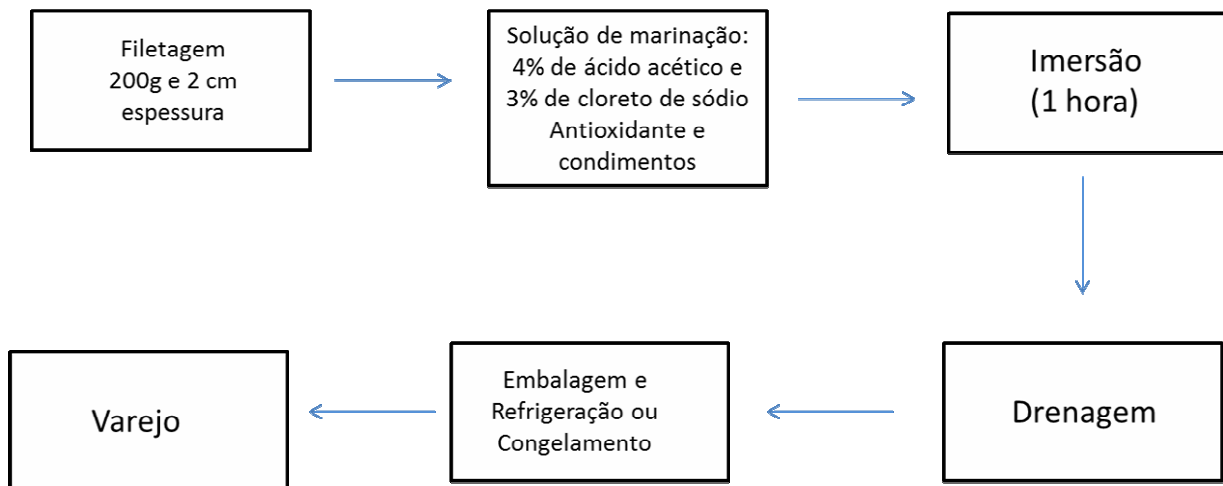 Filetagem
200g e 2 cm
espessura
Solução de marinação:
4% de ácido acético e
3% de cloreto de sódio
Antioxidante e
condimentos
Imersão
(1 hora)
Drenagem
Embalagem e
Refrigeração ou
Congelamento
Varejo